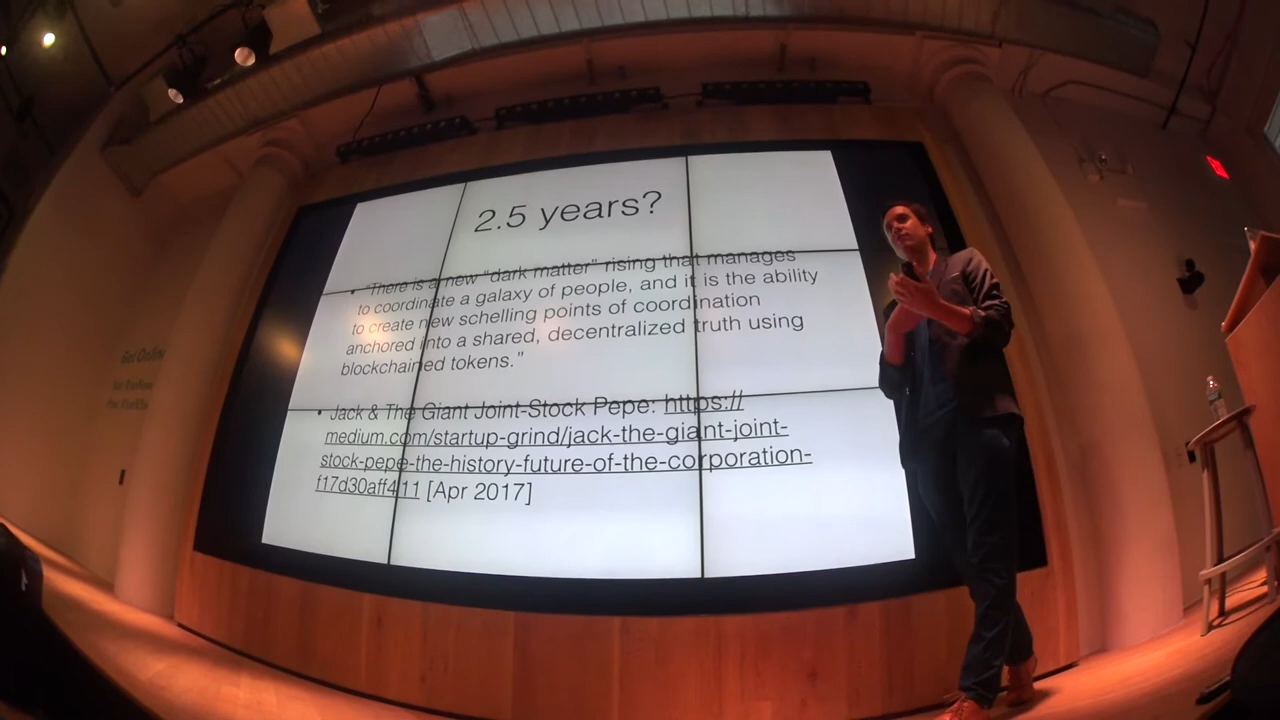 2.5 years?
• "There is a new "dark matter" rising that manages
to coordinate a galaxy of people, and it is the ability
to create new schelling points of coordination
anchored into a shared, decentralized truth using
blockchained tokens."
• Jack & The Giant Joint-Stock Pepe: https://
medium.com/startup-grind/jack-the-giant-joint-
stock-pepe-the-history-future-of-the-corporation-
f17d30aff411 [Apr 2017]
Get Online